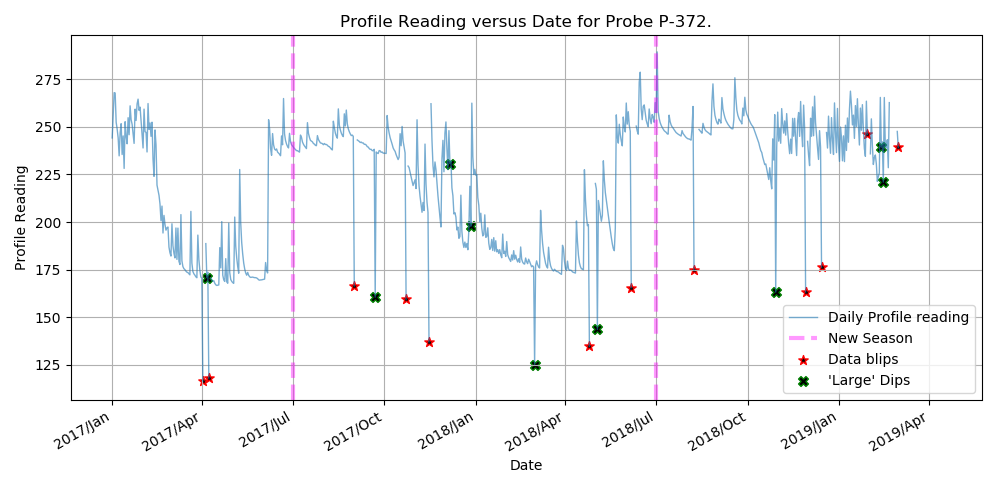 Profile Reading versus Date for Probe P-372.
Profile Reading
275
250
225
200
175
150
125
Daily Profile reading
New Season
Data blips
'Large' Dips
2017/Jan
2017/Apr
2017/Jul
2017/Oct
2018/Jan
2018/Apr
2018/Jul
2018/Oct
2019/Jan
2019/Apr
Date